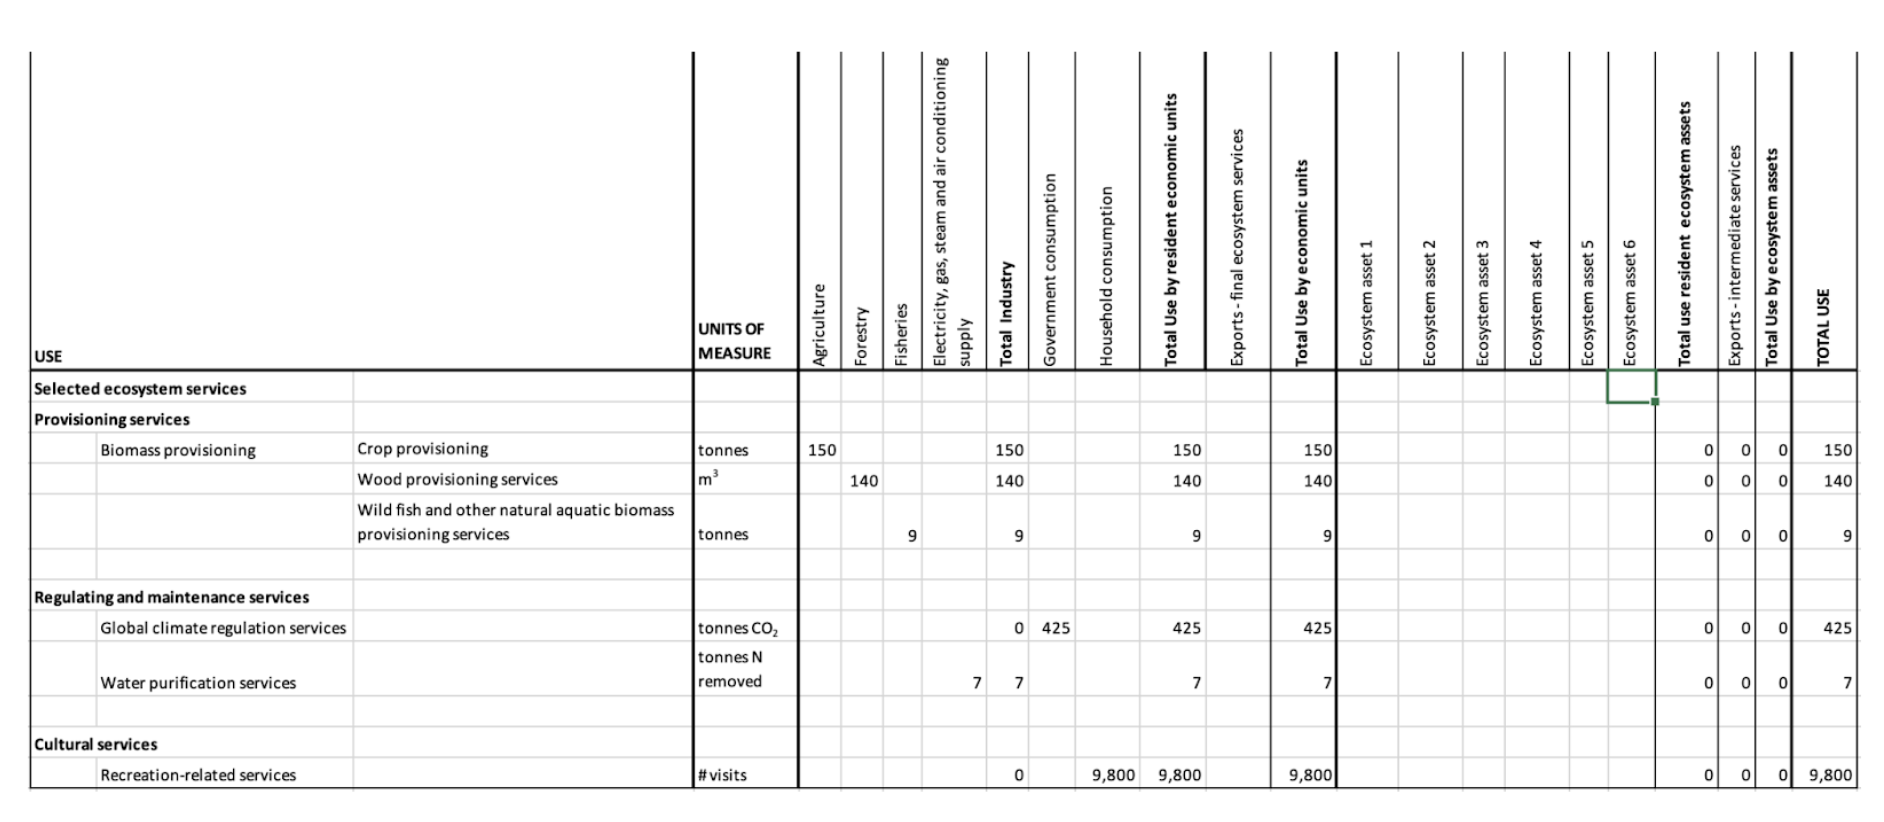 USE
UNITS OF
MEASURE
Agriculture
Forestry
Fisheries
Electricity, gas, steam and air conditioning
supply
Total Industry
Government consumption
Household consumption
Total Use by resident economic units
Exports - final ecosystem services
Total Use by economic units
Ecosystem asset 1
Ecosystem asset 2
Ecosystem asset 3
Ecosystem asset 4
Ecosystem asset 5
Ecosystem asset 6
Total use resident ecosystem assets
Exports - intermediate services
Total Use by ecosystem assets
TOTAL USE
Selected ecosystem services
Provisioning services
Biomass provisioning Crop provisioning tonnes 150 150 150 150 0 0 0 150
Wood provisioning services m³ 140 140 140 140 0 0 0 140
Wild fish and other natural aquatic biomass
provisioning services tonnes 9 9 9 9 0 0 0 9
Regulating and maintenance services
Global climate regulation services tonnes CO₂ 0 425 425 425 0 0 0 425
tonnes N
Water purification services removed 7 7 7 7 0 0 0 7
Cultural services
Recreation-related services # visits 0 9,800 9,800 9,800 0 0 0 9,800